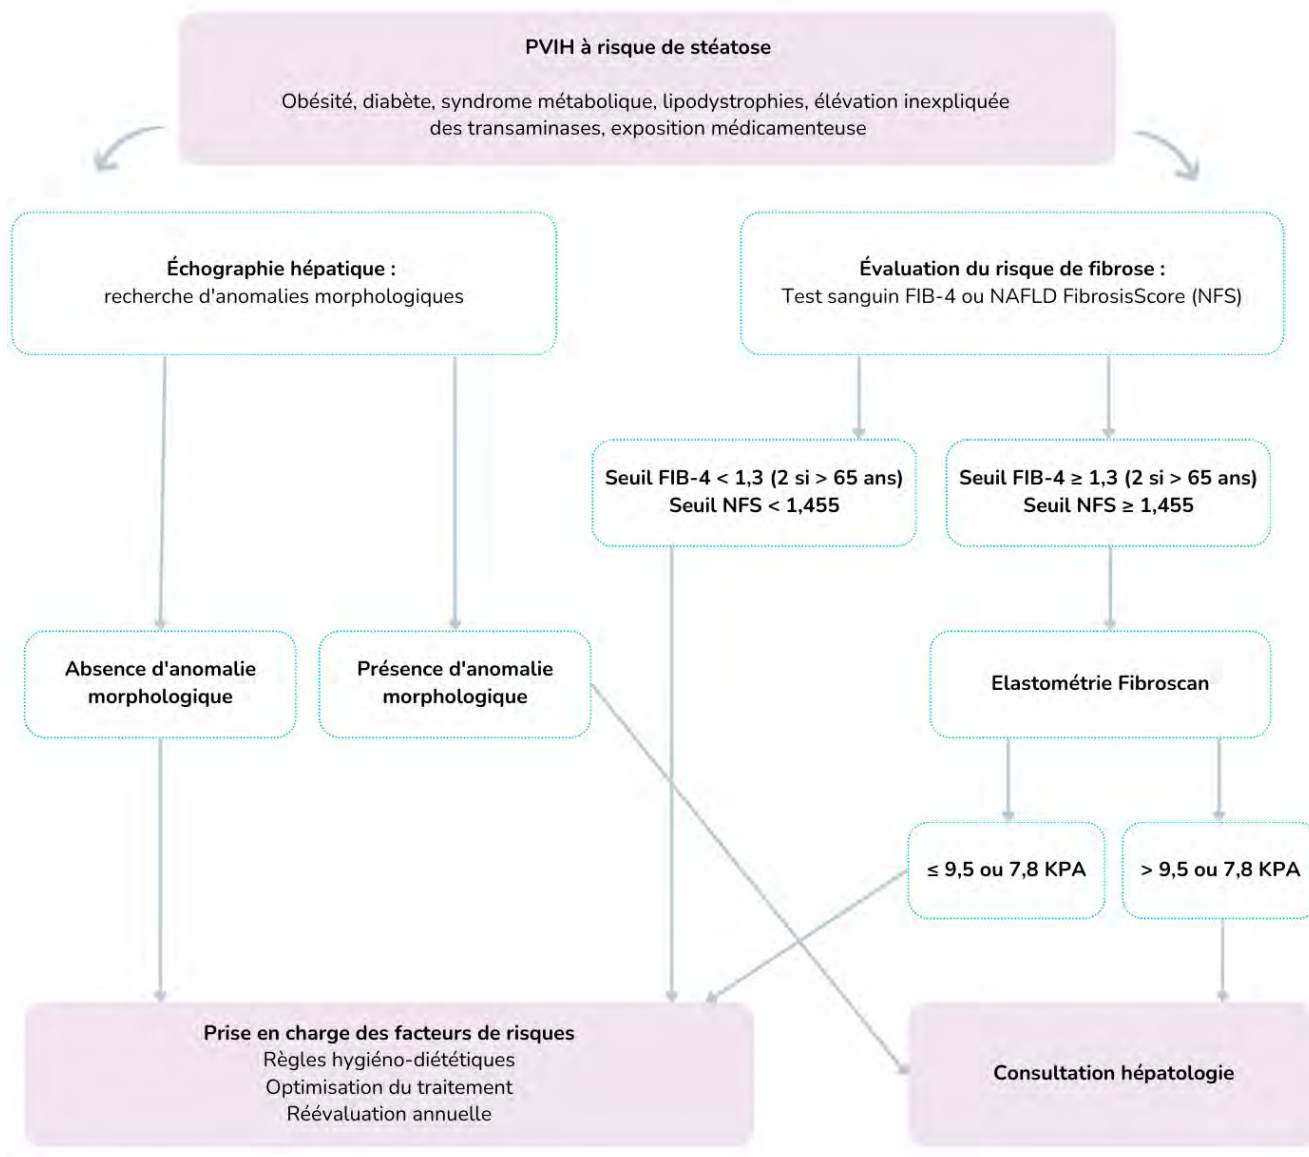 PVIH à risque de stéatose
Obésité, diabète, syndrome métabolique, lipodystrophies, élévation inexpliquée
des transaminases, exposition médicamenteuse
Échographie hépatique :
recherche d'anomalies morphologiques
Évaluation du risque de fibrose :
Test sanguin FIB-4 ou NAFLD FibrosisScore (NFS)
Seuil FIB-4 < 1,3 (2 si > 65 ans)
Seuil NFS < 1,455
Seuil FIB-4 ≥ 1,3 (2 si > 65 ans)
Seuil NFS ≥ 1,455
Absence d'anomalie
morphologique
Présence d'anomalie
morphologique
Elastométrie Fibroscan
≤ 9,5 ou 7,8 KPA
> 9,5 ou 7,8 KPA
Prise en charge des facteurs de risques
Règles hygiéno-diététiques
Optimisation du traitement
Réévaluation annuelle
Consultation hépatologie